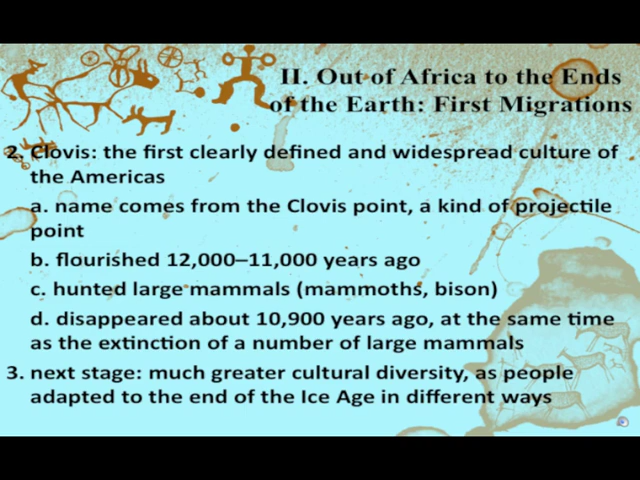 II. Out of Africa to the Ends
of the Earth: First Migrations
2. Clovis: the first clearly defined and widespread culture of
the Americas
a. name comes from the Clovis point, a kind of projectile
point
b. flourished 12,000–11,000 years ago
c. hunted large mammals (mammoths, bison)
d. disappeared about 10,900 years ago, at the same time
as the extinction of a number of large mammals
3. next stage: much greater cultural diversity, as people
adapted to the end of the Ice Age in different ways